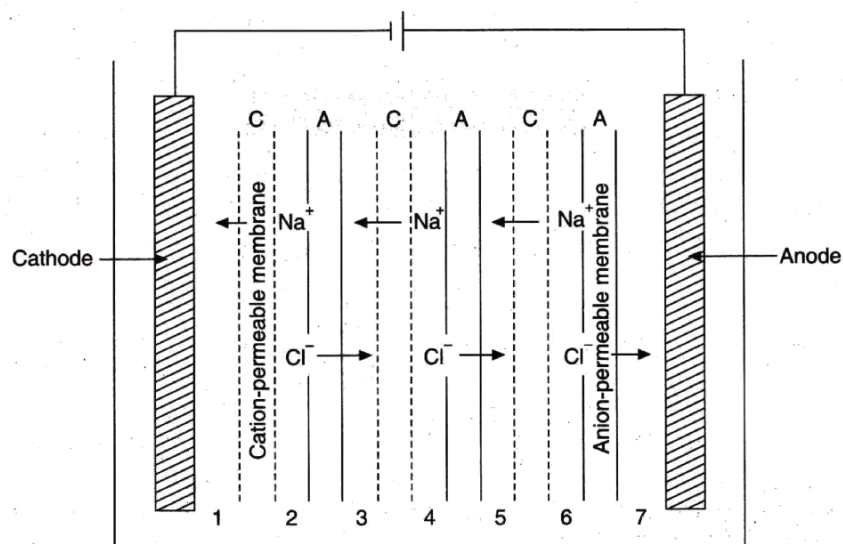 C A C A C A
Na+ Na+ Na+
Cathode
Anode
Cation-permeable membrane
Anion-permeable membrane
Cl− Cl− Cl−
1 2 3 4 5 6 7